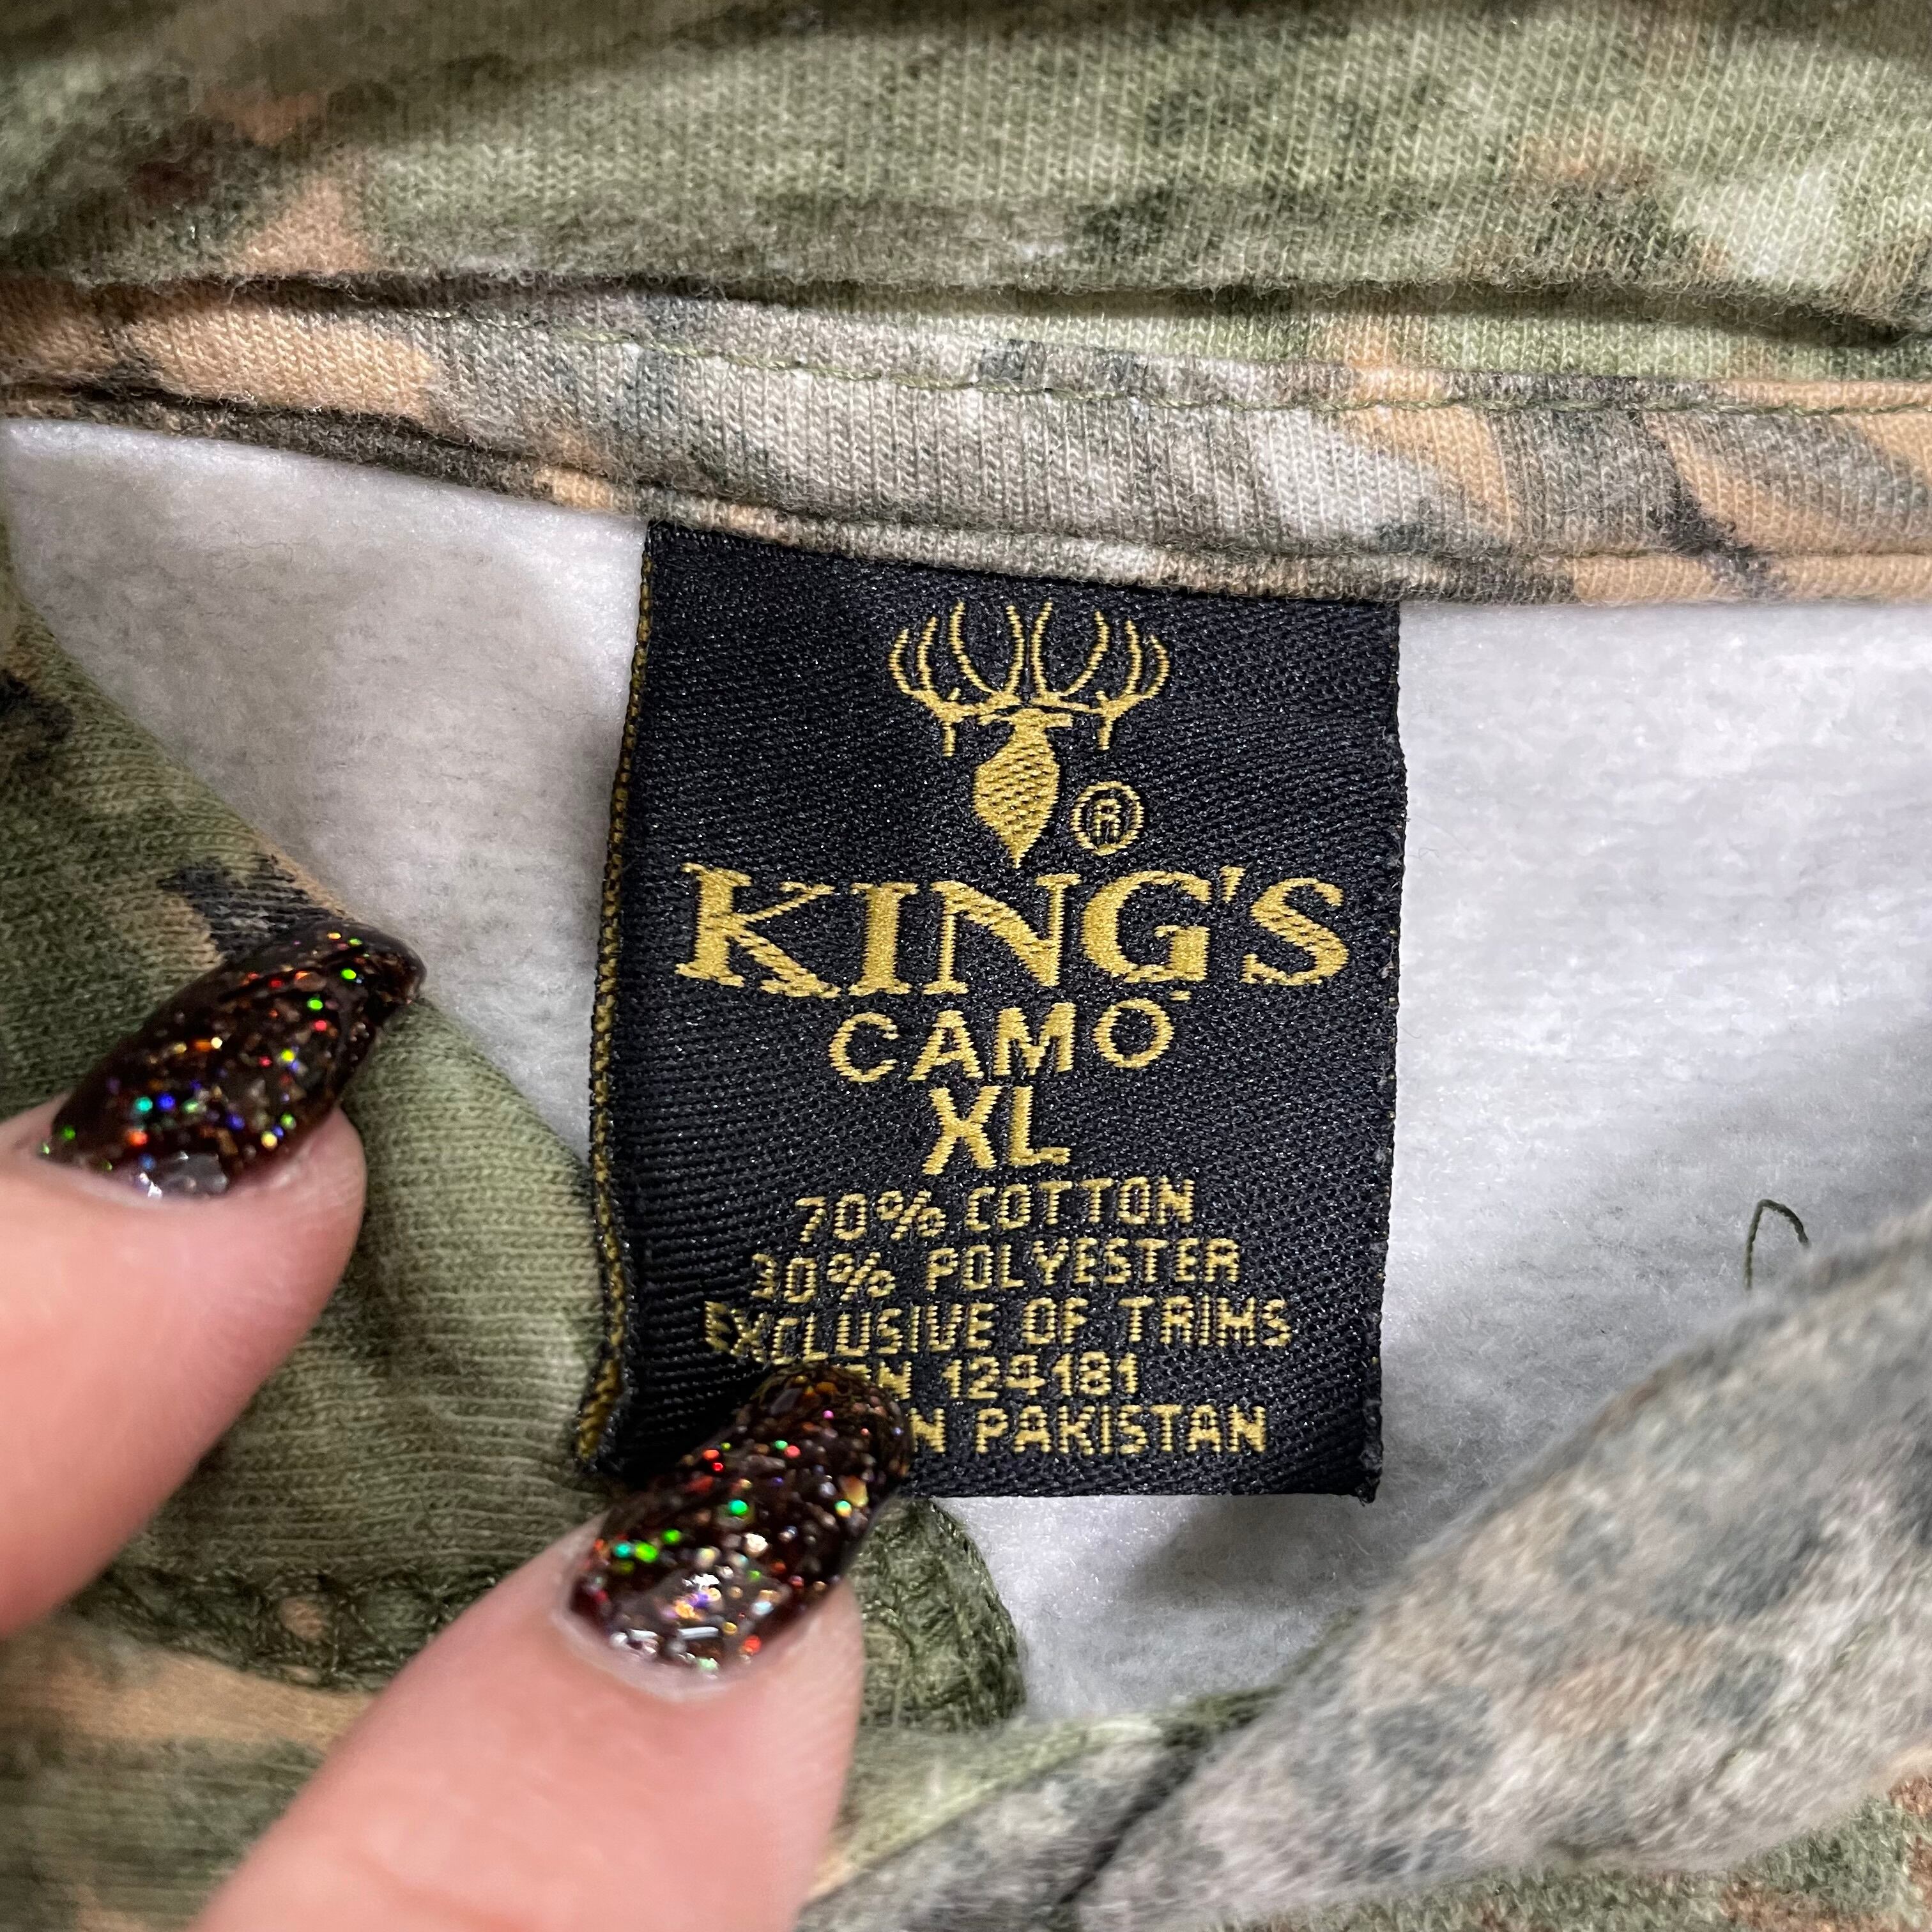 ®
KING'S
CAMO
XL
70% COTTON
30% POLYESTER
EXCLUSIVE OF TRIMS
N 124181
N PAKISTAN